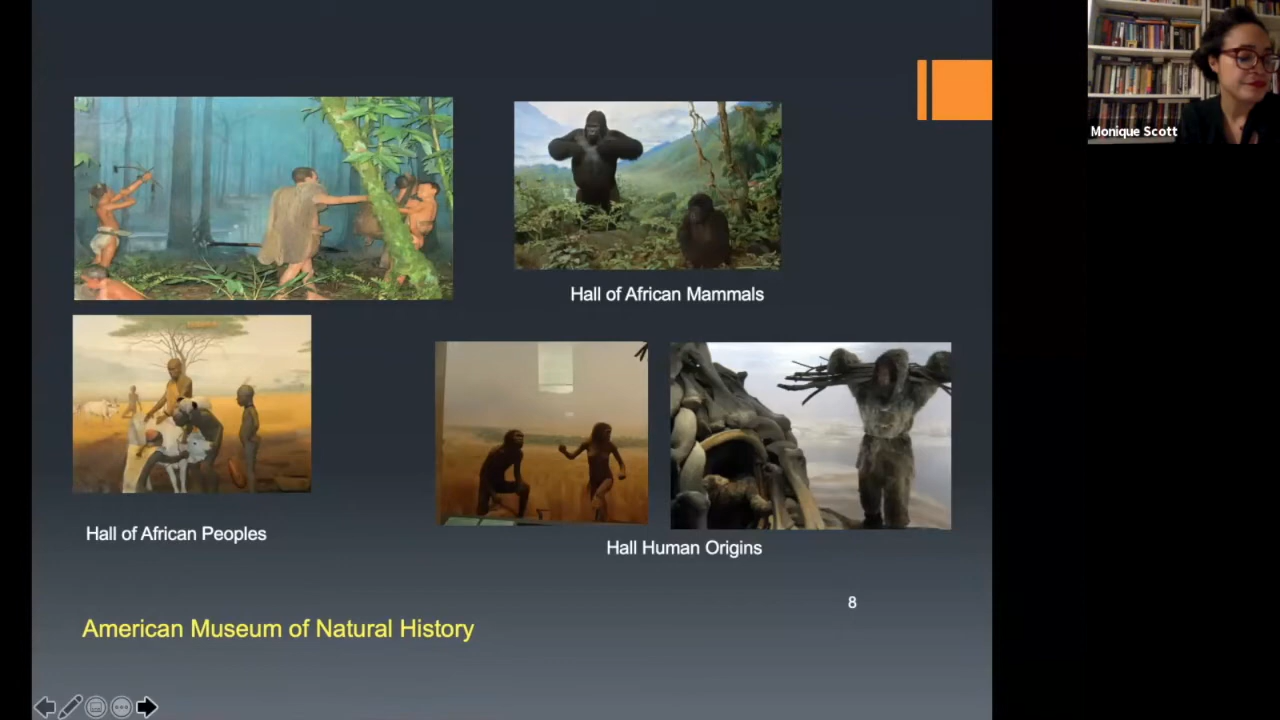 Monique Scott
Hall of African Mammals
Hall of African Peoples
Hall Human Origins
8
American Museum of Natural History